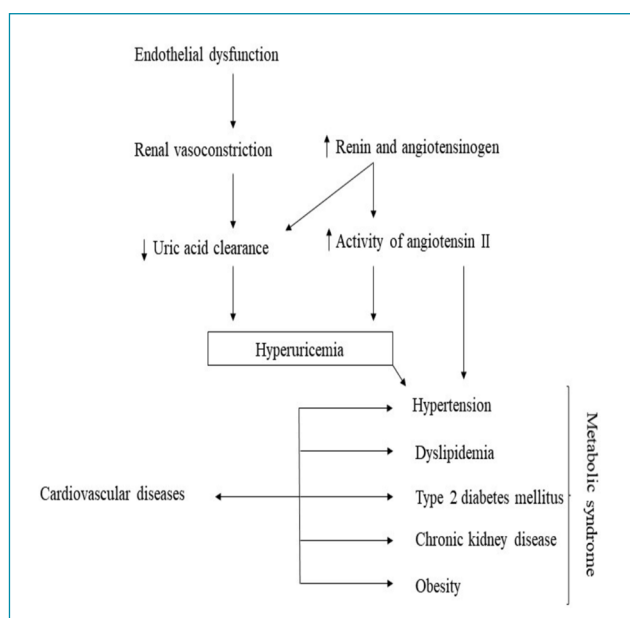 Endothelial dysfunction
Renal vasoconstriction
↑ Renin and angiotensinogen
↓ Uric acid clearance
↑ Activity of angiotensin II
Hyperuricemia
Hypertension
Dyslipidemia
Cardiovascular diseases
Type 2 diabetes mellitus
Chronic kidney disease
Obesity
Metabolic syndrome